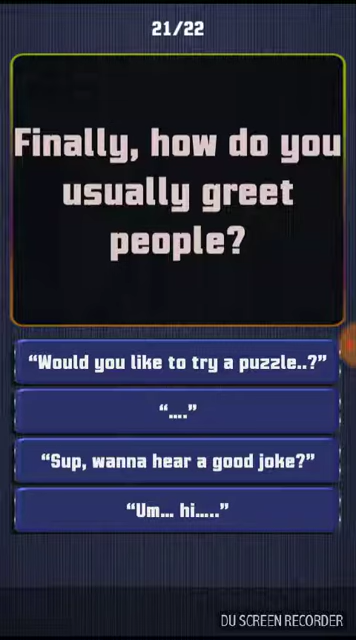 21/22
Finally, how do you
usually greet
people?
“Would you like to try a puzzle..?”
“....”
“Sup, wanna hear a good joke?”
“Um... hi.....”
DU SCREEN RECORDER